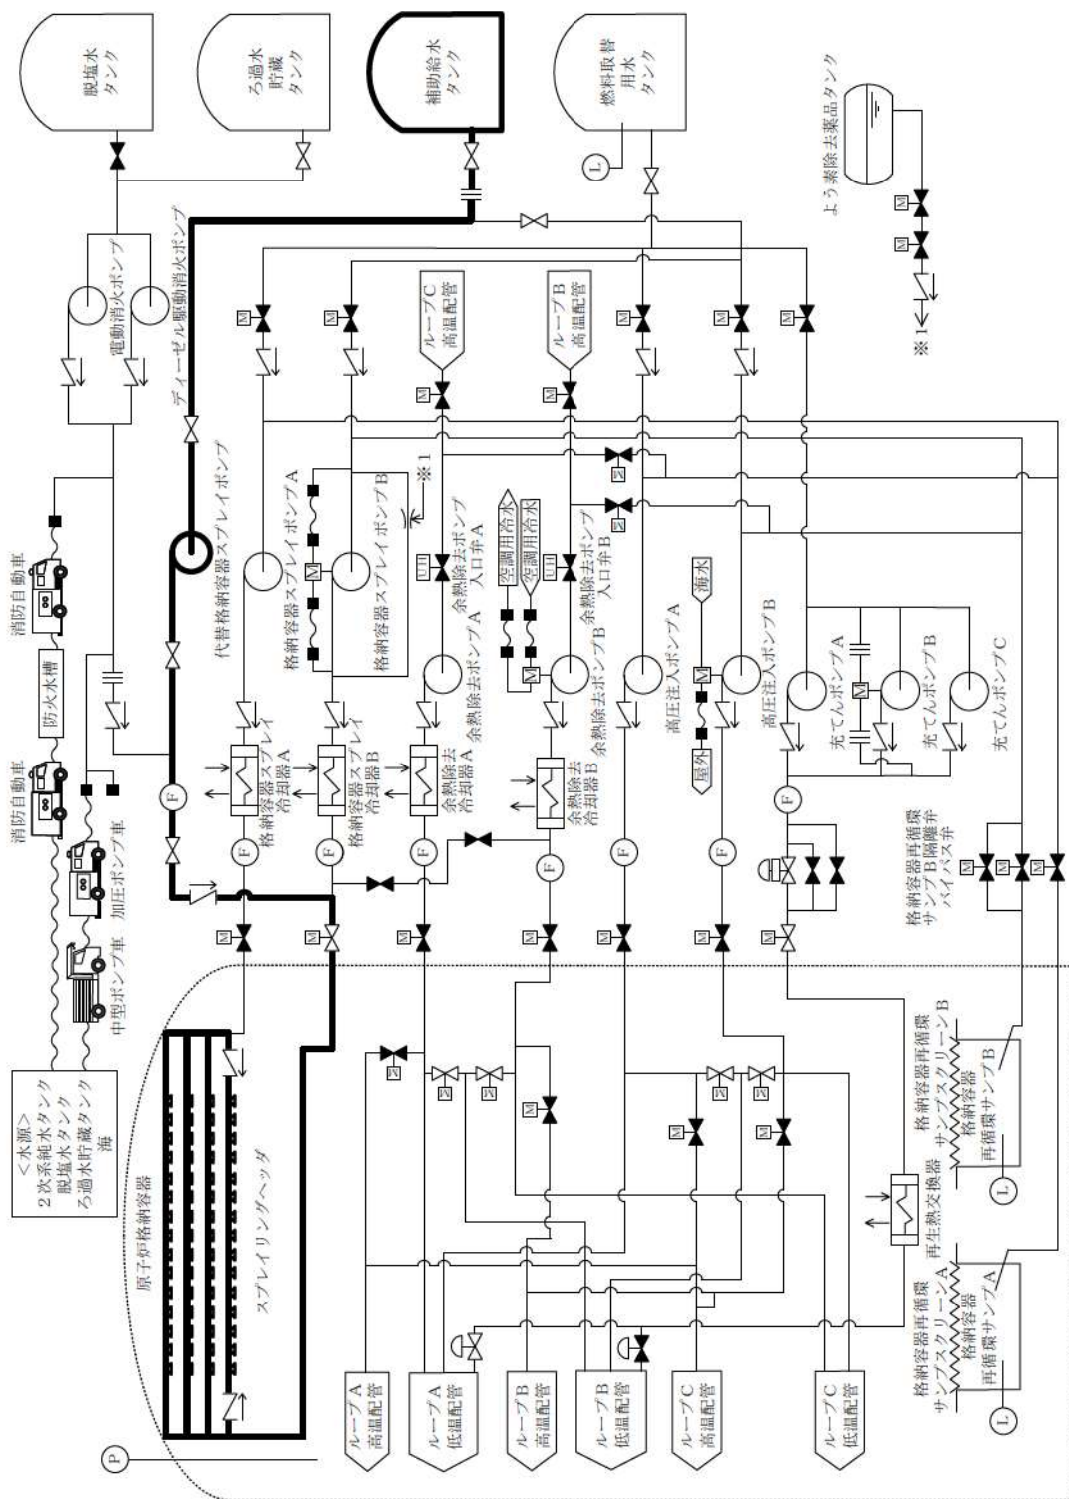 脱塩水
タンク
ろ過水
貯蔵
タンク
補助給水
タンク
燃料取替
用水
タンク
L
よう素除去薬品タンク
M
M
※1
電動消火ポンプ
ディーゼル駆動消火ポンプ
M
M
ループC
高温配管
ループB
高温配管
M
M
M
M
M
M
M
消防自動車
防火水槽
消防自動車
加圧ポンプ車
中型ポンプ車
代替格納容器スプレイポンプ
格納容器スプレイポンプA
格納容器スプレイポンプB
M
※1
UH
余熱除去ポンプ
入口弁A
余熱除去ポンプA
空調用冷水
空調用冷水
UH
余熱除去ポンプ
入口弁B
M
余熱除去ポンプB
高圧注入ポンプA
海水
M
屋外
高圧注入ポンプB
充てんポンプA
M
充てんポンプB
充てんポンプC
F
格納容器スプレイ
冷却器A
格納容器スプレイ
冷却器B
余熱除去
冷却器A
余熱除去
冷却器B
F
F
F
F
F
F
F
格納容器再循環
サンプB隔離弁
バイパス弁
M
M
M
M
M
M
M
M
M
<水源>
2次系純水タンク
脱塩水タンク
ろ過水貯蔵タンク
海
原子炉格納容器
スプレイリングヘッダ
M
M
M
M
M
M
M
M
再生熱交換器
格納容器再循環
サンプスクリーンB
格納容器
再循環サンプB
L
格納容器再循環
サンプスクリーンA
格納容器
再循環サンプA
L
P
ループA
高温配管
ループA
低温配管
ループB
高温配管
ループB
低温配管
ループC
高温配管
ループC
低温配管